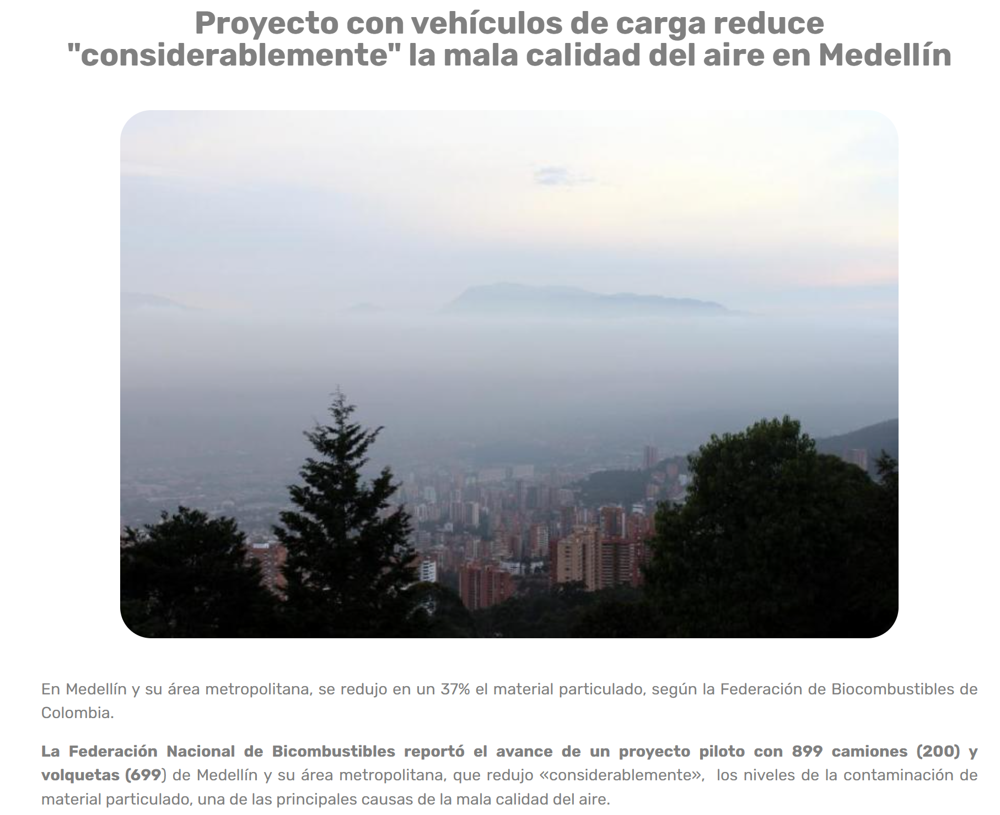 Proyecto con vehículos de carga reduce
"considerablemente" la mala calidad del aire en Medellín
En Medellín y su área metropolitana, se redujo en un 37% el material particulado, según la Federación de Biocombustibles de
Colombia.
La Federación Nacional de Bicombustibles reportó el avance de un proyecto piloto con 899 camiones (200) y
volquetas (699) de Medellín y su área metropolitana, que redujo «considerablemente», los niveles de la contaminación de
material particulado, una de las principales causas de la mala calidad del aire.